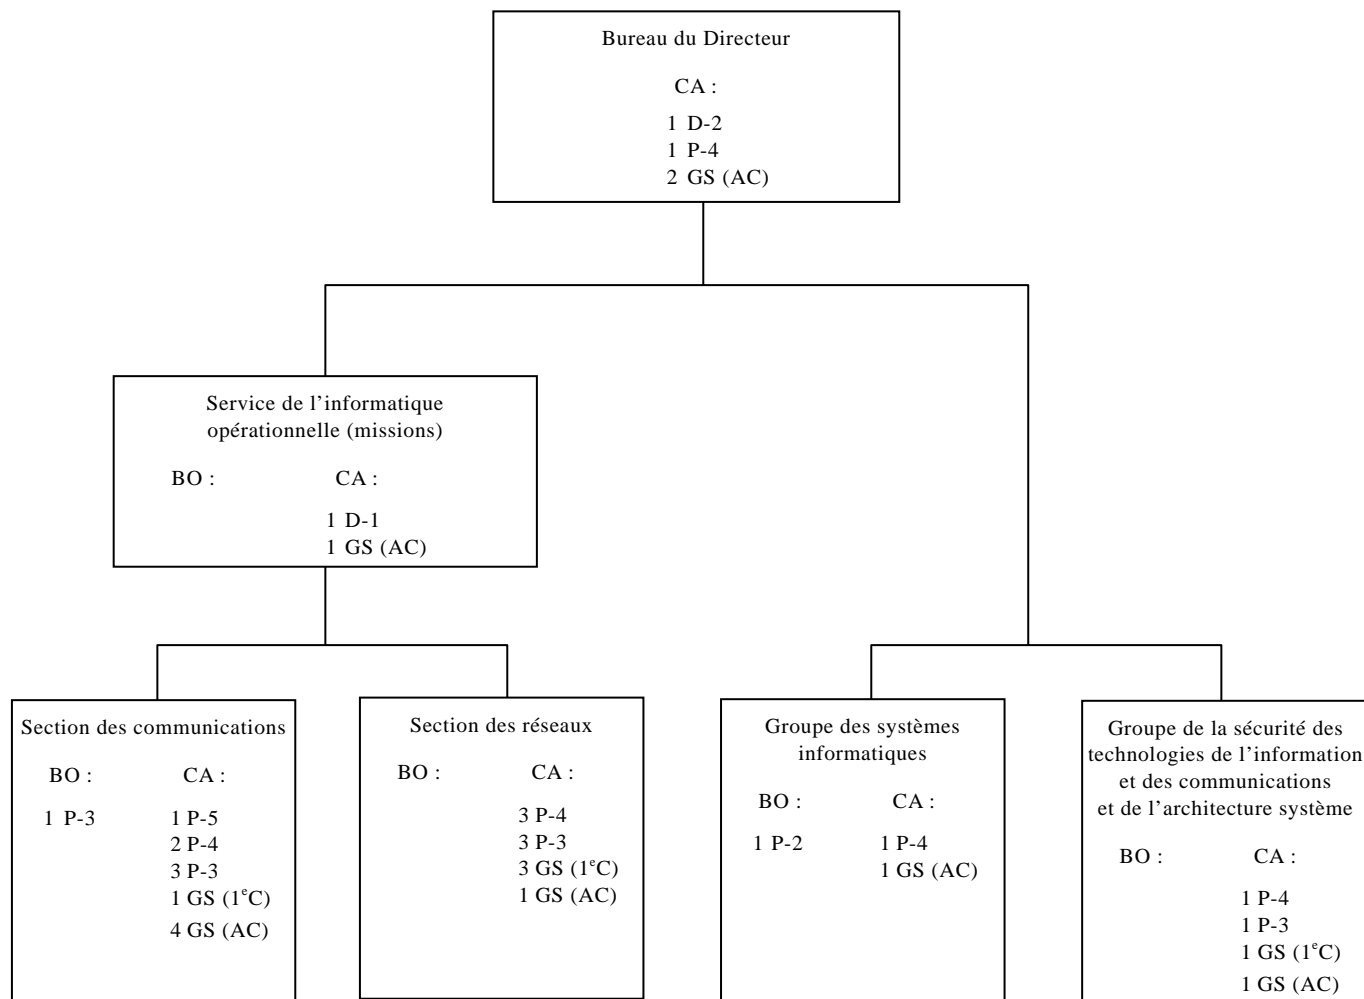 Bureau du Directeur
CA :
1 D-2
1 P-4
2 GS (AC)
Service de l’informatique
opérationnelle (missions)
BO : CA :
1 D-1
1 GS (AC)
Section des communications
BO : CA :
1 P-3 1 P-5
2 P-4
3 P-3
1 GS (1eC)
4 GS (AC)
Section des réseaux
BO : CA :
3 P-4
3 P-3
3 GS (1eC)
1 GS (AC)
Groupe des systèmes
informatiques
BO : CA :
1 P-2 1 P-4
1 GS (AC)
Groupe de la sécurité des
technologies de l’information
et des communications
et de l’architecture système
BO : CA :
1 P-4
1 P-3
1 GS (1eC)
1 GS (AC)